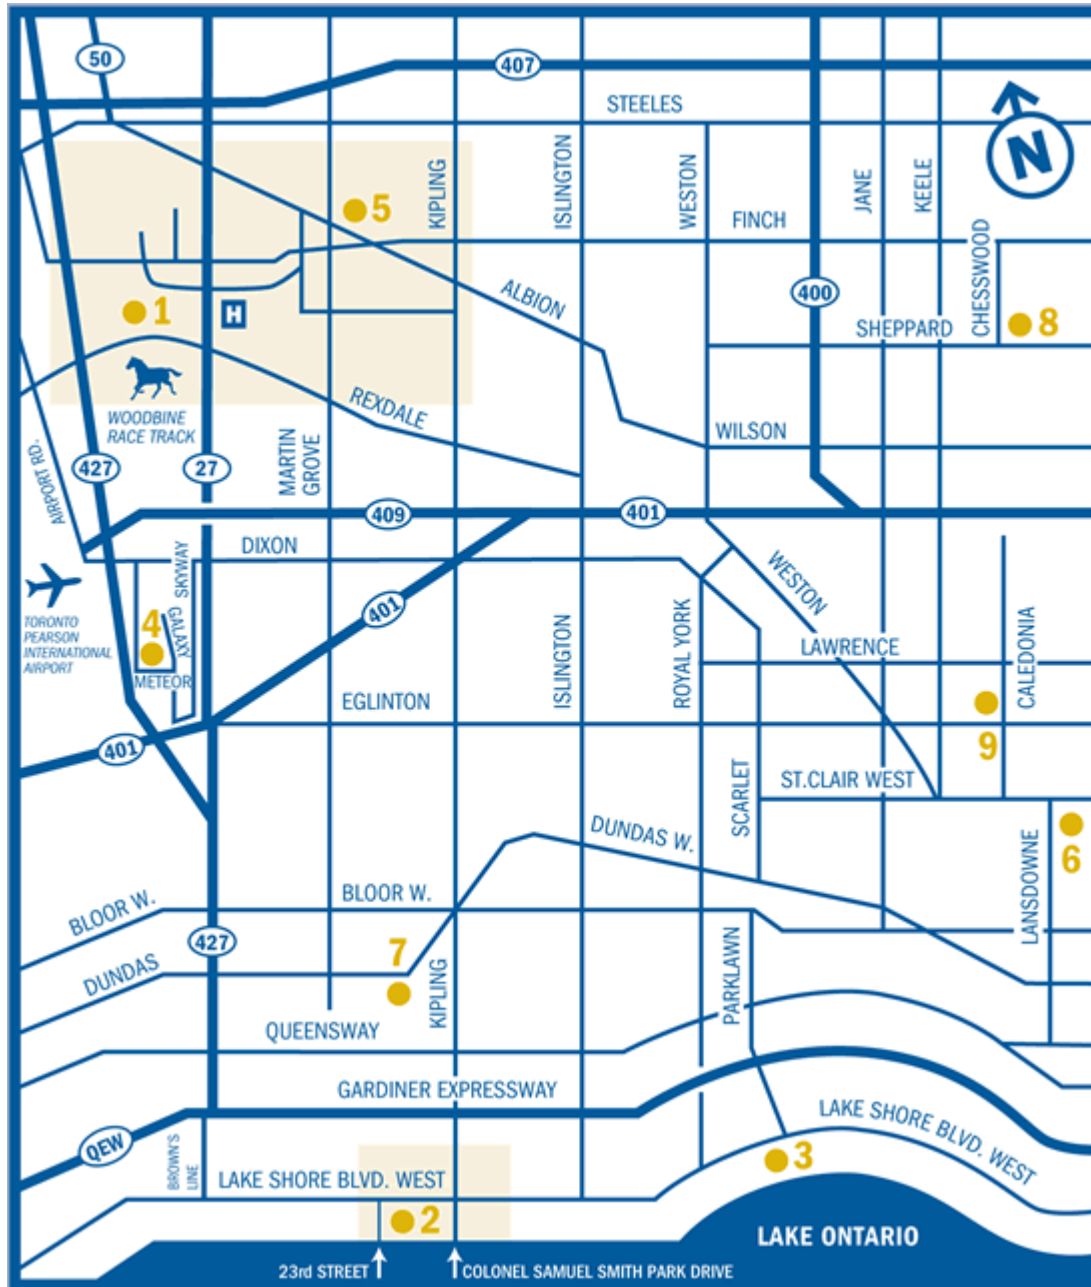 50
407
STEELES
N
KIPLING
ISLINGTON
WESTON
JANE
KEELE
5
FINCH
CHESSWOOD
ALBION
400
1
H
SHEPPARD
8
WOODBINE
RACE TRACK
REXDALE
WILSON
AIRPORT RD.
427
27
MARTIN
GROVE
409
401
DIXON
SKYWAY
WESTON
TORONTO
PEARSON
INTERNATIONAL
AIRPORT
4
GALAXY
METEOR
401
ISLINGTON
ROYAL YORK
LAWRENCE
CALEDONIA
EGLINTON
401
9
ST.CLAIR WEST
SCARLET
DUNDAS W.
6
LANSDOWNE
BLOOR W.
BLOOR W.
427
7
DUNDAS
KIPLING
PARKLAWN
QUEENSWAY
GARDINER EXPRESSWAY
QEW
BROWN'S
LINE
LAKE SHORE BLVD. WEST
LAKE SHORE BLVD. WEST
3
2
LAKE ONTARIO
23rd STREET
COLONEL SAMUEL SMITH PARK DRIVE